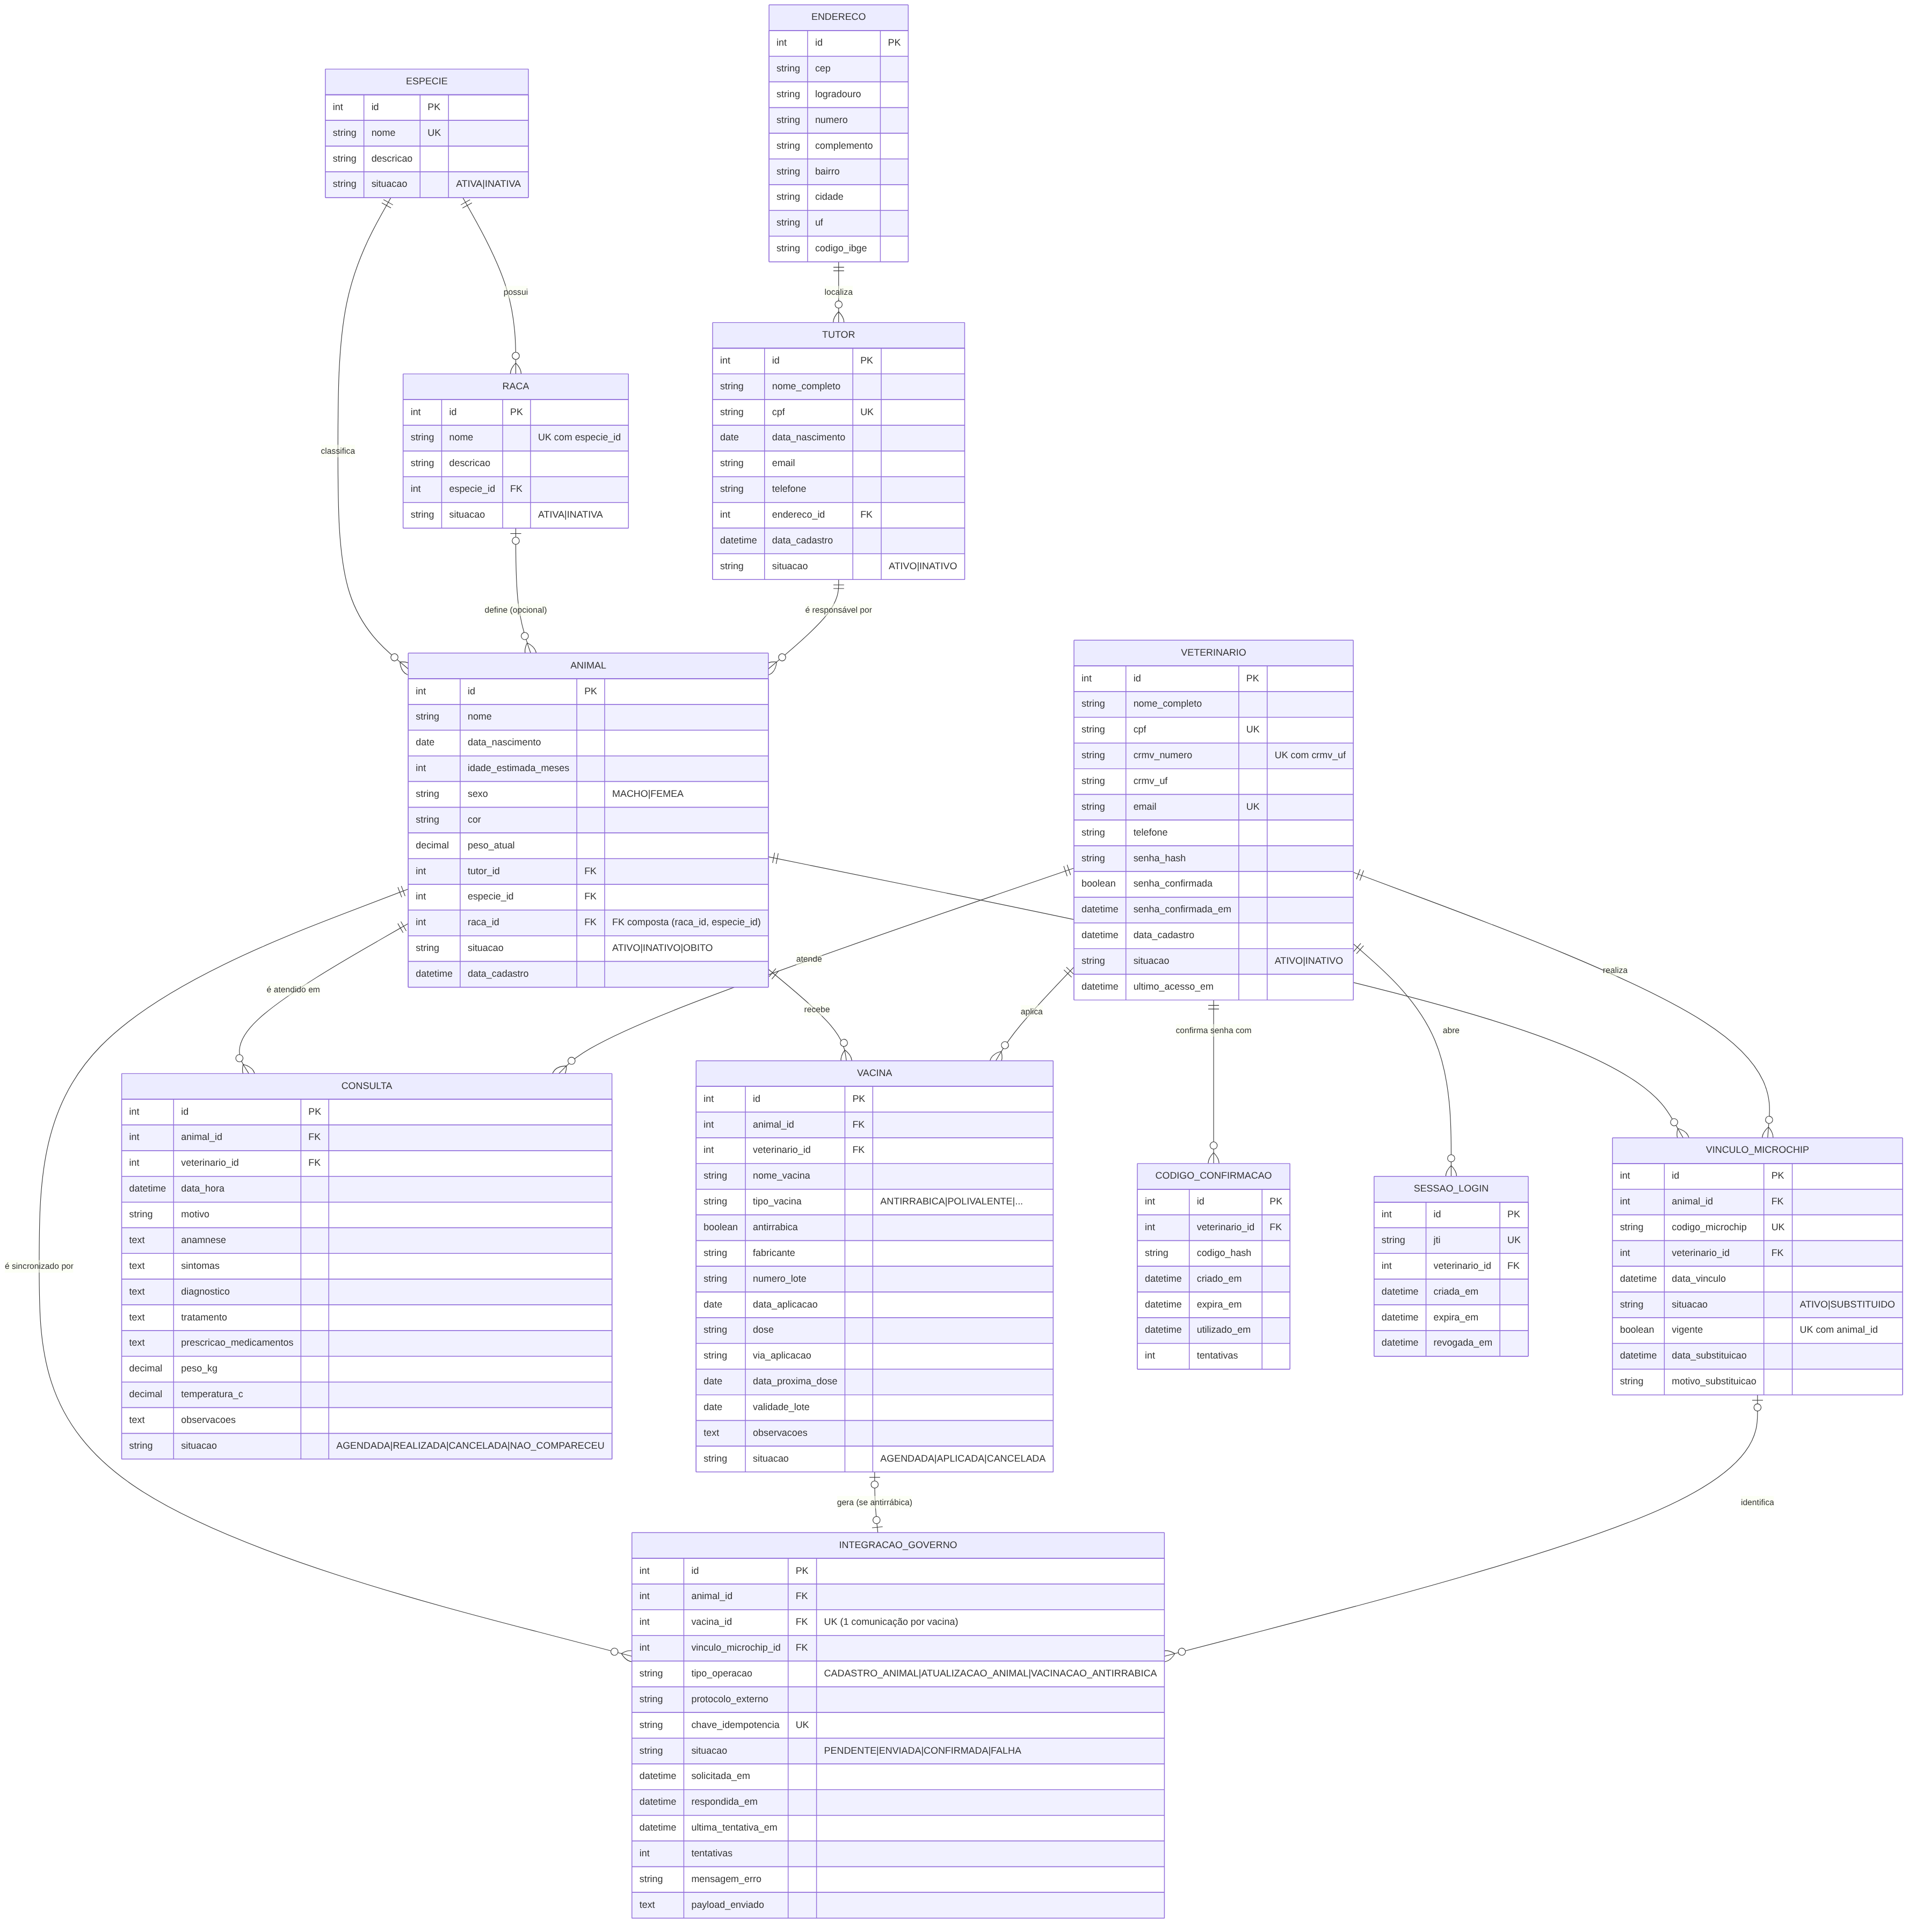 ENDERECO
int id PK
string cep
string logradouro
string numero
string complemento
string bairro
string cidade
string uf
string codigo_ibge
ESPECIE
int id PK
string nome UK
string descricao
string situacao ATIVA|INATIVA
possui
localiza
classifica
RACA
int id PK
string nome UK com especie_id
string descricao
int especie_id FK
string situacao ATIVA|INATIVA
TUTOR
int id PK
string nome_completo
string cpf UK
date data_nascimento
string email
string telefone
int endereco_id FK
datetime data_cadastro
string situacao ATIVO|INATIVO
define (opcional)
é responsável por
ANIMAL
int id PK
string nome
date data_nascimento
int idade_estimada_meses
string sexo MACHO|FEMEA
string cor
decimal peso_atual
int tutor_id FK
int especie_id FK
int raca_id FK FK composta (raca_id, especie_id)
string situacao ATIVO|INATIVO|OBITO
datetime data_cadastro
VETERINARIO
int id PK
string nome_completo
string cpf UK
string crmv_numero UK com crmv_uf
string crmv_uf
string email UK
string telefone
string senha_hash
boolean senha_confirmada
datetime senha_confirmada_em
datetime data_cadastro
string situacao ATIVO|INATIVO
datetime ultimo_acesso_em
atende
realiza
é atendido em
recebe
aplica
confirma senha com
abre
é sincronizado por
CONSULTA
int id PK
int animal_id FK
int veterinario_id FK
datetime data_hora
string motivo
text anamnese
text sintomas
text diagnostico
text tratamento
text prescricao_medicamentos
decimal peso_kg
decimal temperatura_c
text observacoes
string situacao AGENDADA|REALIZADA|CANCELADA|NAO_COMPARECEU
VACINA
int id PK
int animal_id FK
int veterinario_id FK
string nome_vacina
string tipo_vacina ANTIRRABICA|POLIVALENTE|...
boolean antirrabica
string fabricante
string numero_lote
date data_aplicacao
string dose
string via_aplicacao
date data_proxima_dose
date validade_lote
text observacoes
string situacao AGENDADA|APLICADA|CANCELADA
CODIGO_CONFIRMACAO
int id PK
int veterinario_id FK
string codigo_hash
datetime criado_em
datetime expira_em
datetime utilizado_em
int tentativas
SESSAO_LOGIN
int id PK
string jti UK
int veterinario_id FK
datetime criada_em
datetime expira_em
datetime revogada_em
VINCULO_MICROCHIP
int id PK
int animal_id FK
string codigo_microchip UK
int veterinario_id FK
datetime data_vinculo
string situacao ATIVO|SUBSTITUIDO
boolean vigente UK com animal_id
datetime data_substituicao
string motivo_substituicao
gera (se antirrábica)
identifica
INTEGRACAO_GOVERNO
int id PK
int animal_id FK
int vacina_id FK UK (1 comunicação por vacina)
int vinculo_microchip_id FK
string tipo_operacao CADASTRO_ANIMAL|ATUALIZACAO_ANIMAL|VACINACAO_ANTIRRABICA
string protocolo_externo
string chave_idempotencia UK
string situacao PENDENTE|ENVIADA|CONFIRMADA|FALHA
datetime solicitada_em
datetime respondida_em
datetime ultima_tentativa_em
int tentativas
string mensagem_erro
text payload_enviado